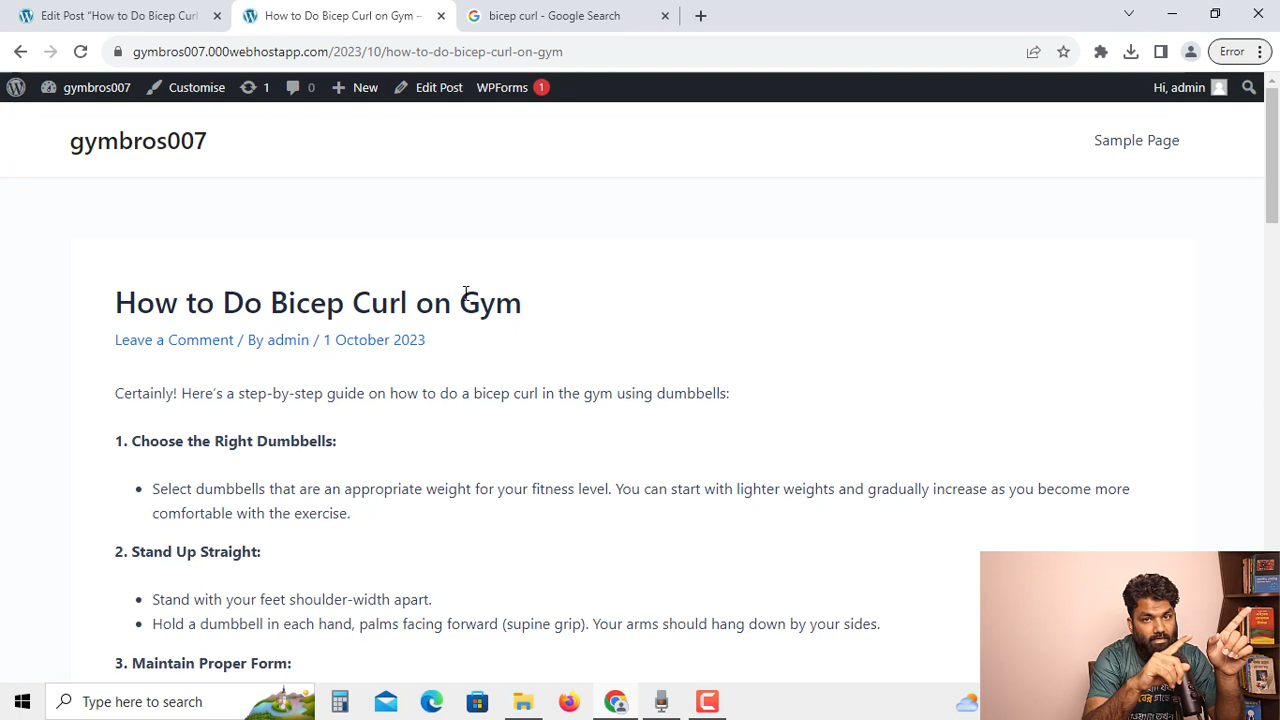 Edit Post “How to Do Bicep Curl
How to Do Bicep Curl on Gym –
bicep curl - Google Search
gymbros007.000webhostapp.com/2023/10/how-to-do-bicep-curl-on-gym
Error
gymbros007
Customise
1
0
New
Edit Post
WPForms
1
Hi, admin
gymbros007
Sample Page
How to Do Bicep Curl on Gym
Leave a Comment / By admin / 1 October 2023
Certainly! Here’s a step-by-step guide on how to do a bicep curl in the gym using dumbbells:
1. Choose the Right Dumbbells:
• Select dumbbells that are an appropriate weight for your fitness level. You can start with lighter weights and gradually increase as you become more
comfortable with the exercise.
2. Stand Up Straight:
• Stand with your feet shoulder-width apart.
• Hold a dumbbell in each hand, palms facing forward (supine grip). Your arms should hang down by your sides.
3. Maintain Proper Form:
Type here to search